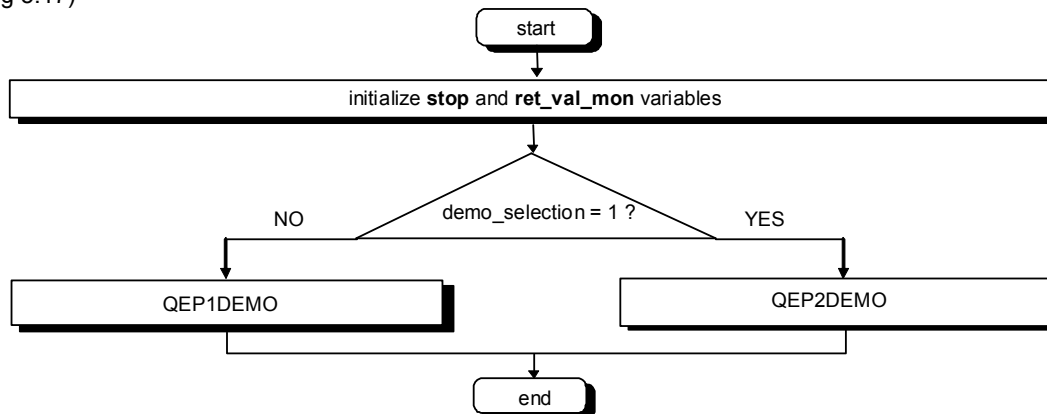 start
initialize stop and ret_val_mon variables
demo_selection = 1 ?
NO
YES
QEP1DEMO
QEP2DEMO
end